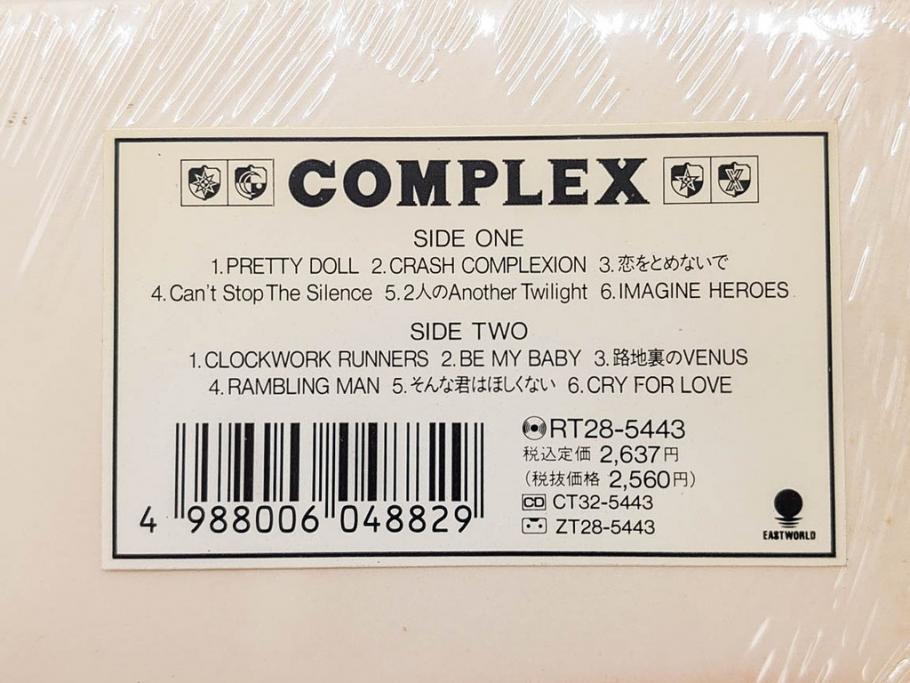 COMPLEX
SIDE ONE
1.PRETTY DOLL 2.CRASH COMPLEXION 3.恋をとめないで
4.Can't Stop The Silence 5.2人のAnother Twilight 6.IMAGINE HEROES
SIDE TWO
1.CLOCKWORK RUNNERS 2.BE MY BABY 3.路地裏のVENUS
4.RAMBLING MAN 5.そんな君はほしくない 6.CRY FOR LOVE
RT28-5443
税込定価 2,637円
(税抜価格 2,560円)
CD CT32-5443
ZT28-5443
4 988006 048829
EASTWORLD